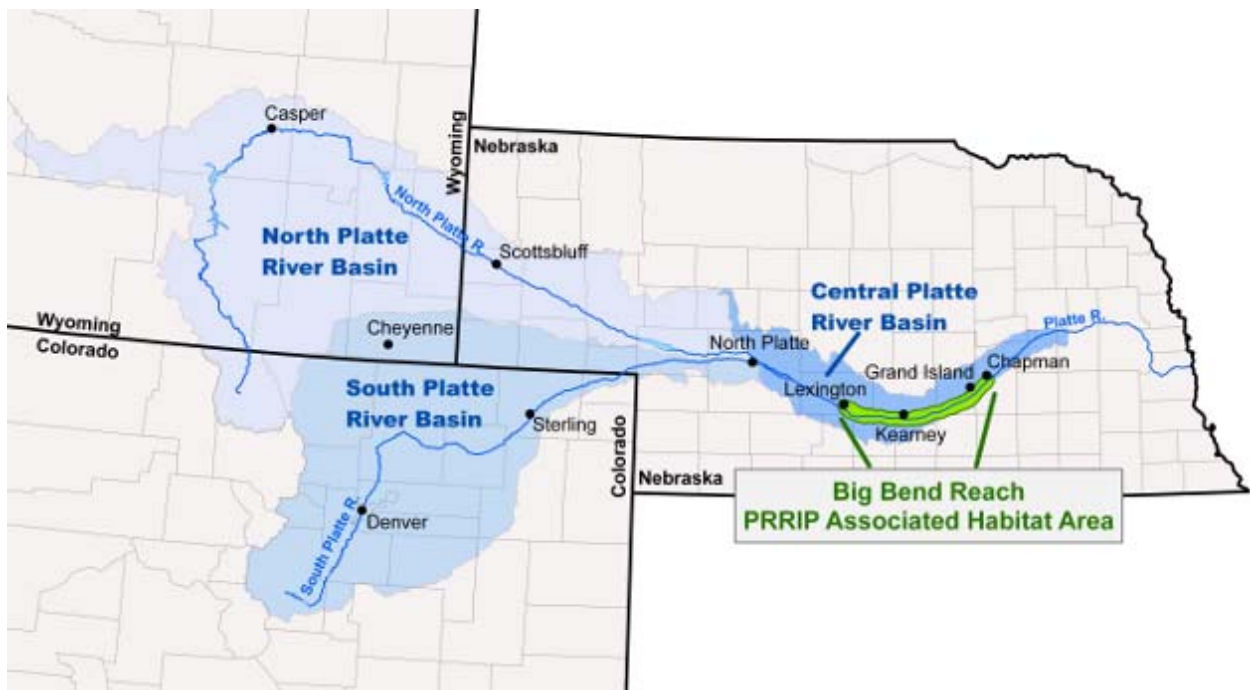 Casper
Wyoming
Nebraska
North Platte R.
North Platte
River Basin
Scottsbluff
Central Platte
River Basin
Platte R.
Wyoming
Colorado
Cheyenne
North Platte
Grand Island
Chapman
Lexington
South Platte
River Basin
Sterling
Kearney
Colorado
Nebraska
Big Bend Reach
PRRIP Associated Habitat Area
Denver
South Platte R.